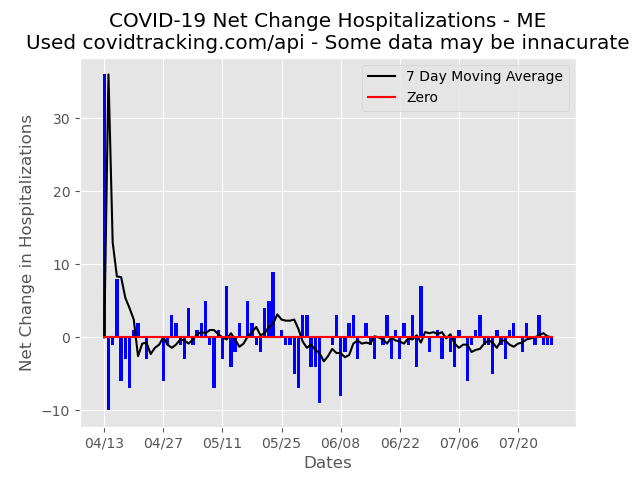 COVID-19 Net Change Hospitalizations - ME
Used covidtracking.com/api - Some data may be innacurate
7 Day Moving Average
Zero
Net Change in Hospitalizations
30
20
10
0
−10
04/13 04/27 05/11 05/25 06/08 06/22 07/06 07/20
Dates